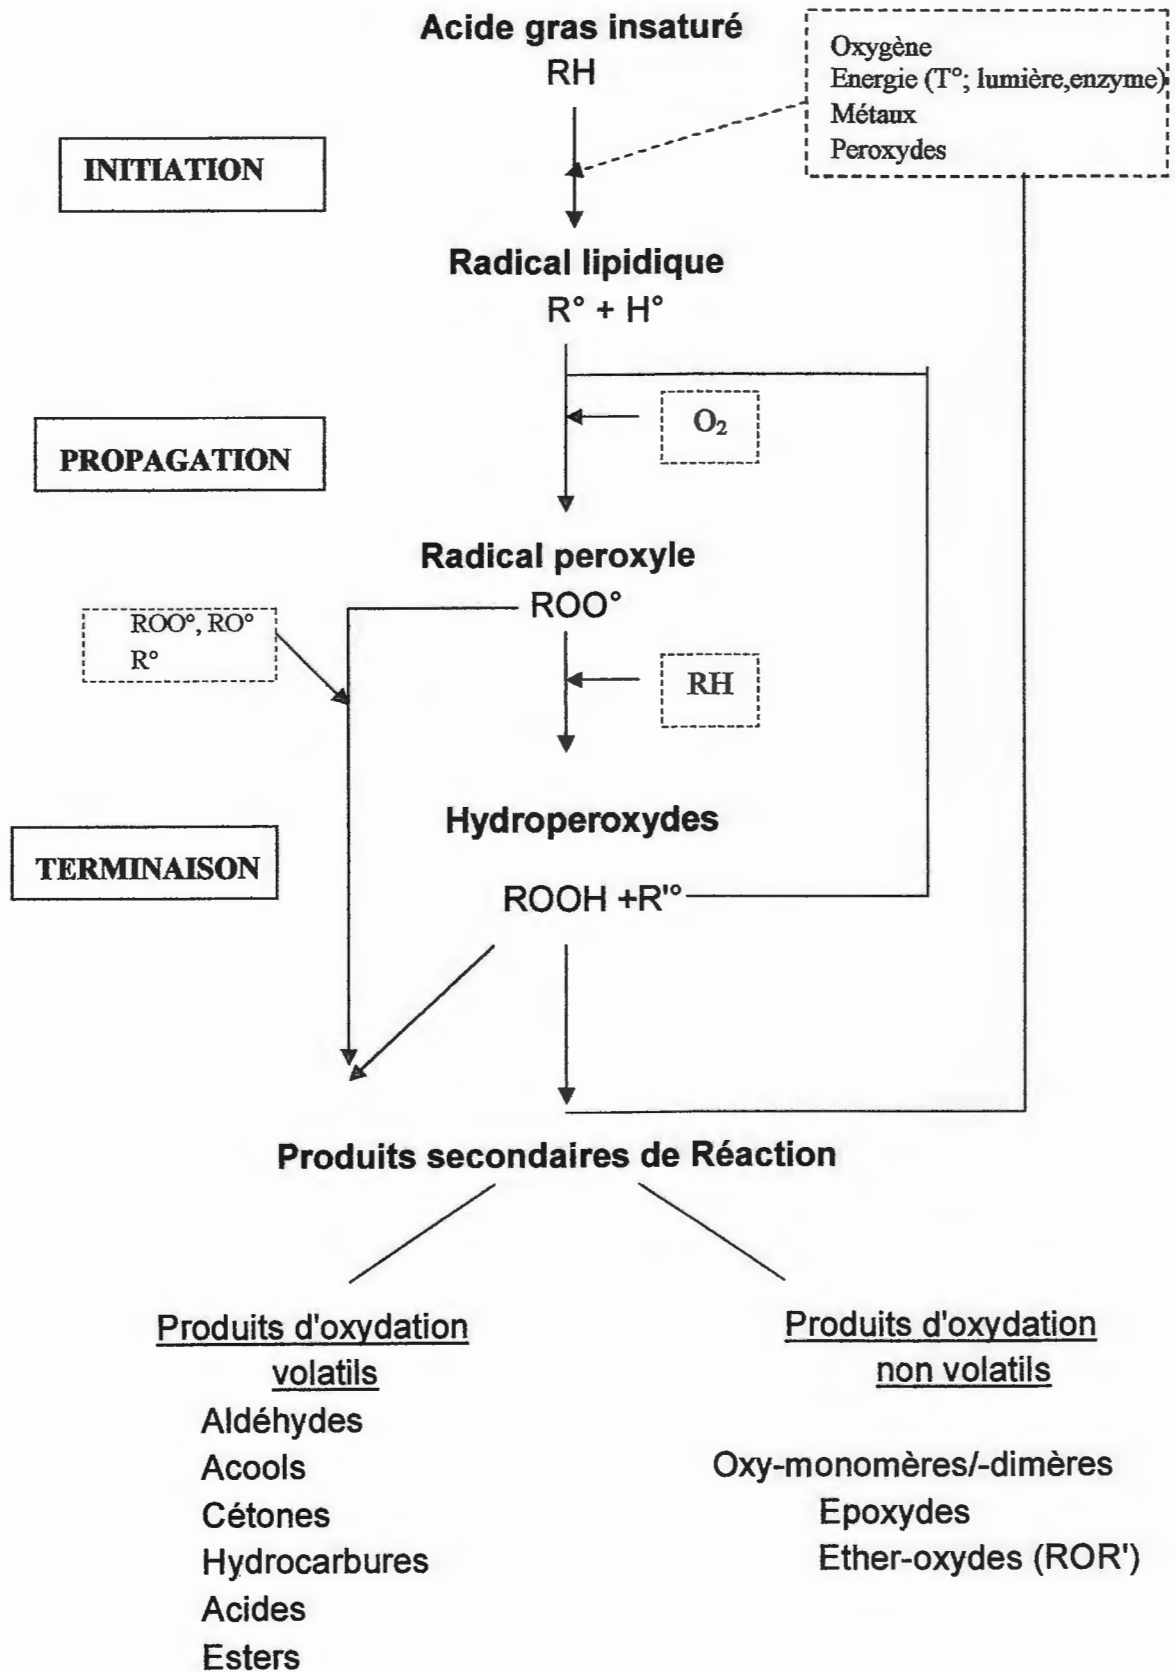 Acide gras insaturé
RH
Oxygène
Energie (T°; lumière,enzyme)
Métaux
Peroxydes
INITIATION
Radical lipidique
R° + H°
O₂
PROPAGATION
Radical peroxyle
ROO°
ROO°, RO°
R°
RH
Hydroperoxydes
TERMINAISON
ROOH +R'°
Produits secondaires de Réaction
Produits d'oxydation
volatils
Aldéhydes
Acools
Cétones
Hydrocarbures
Acides
Esters
Produits d'oxydation
non volatils
Oxy-monomères/-dimères
Epoxydes
Ether-oxydes (ROR')